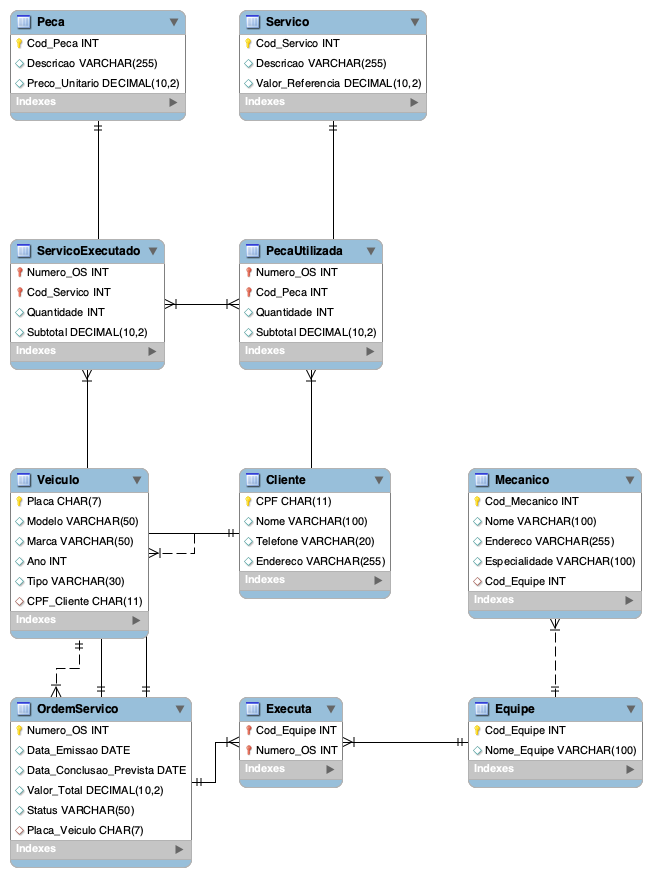 Peca
Cod_Peca INT
Descricao VARCHAR(255)
Preco_Unitario DECIMAL(10,2)
Indexes
Servico
Cod_Servico INT
Descricao VARCHAR(255)
Valor_Referencia DECIMAL(10,2)
Indexes
ServicoExecutado
Numero_OS INT
Cod_Servico INT
Quantidade INT
Subtotal DECIMAL(10,2)
Indexes
PecaUtilizada
Numero_OS INT
Cod_Peca INT
Quantidade INT
Subtotal DECIMAL(10,2)
Indexes
Veiculo
Placa CHAR(7)
Modelo VARCHAR(50)
Marca VARCHAR(50)
Ano INT
Tipo VARCHAR(30)
CPF_Cliente CHAR(11)
Indexes
Cliente
CPF CHAR(11)
Nome VARCHAR(100)
Telefone VARCHAR(20)
Endereco VARCHAR(255)
Indexes
Mecanico
Cod_Mecanico INT
Nome VARCHAR(100)
Endereco VARCHAR(255)
Especialidade VARCHAR(100)
Cod_Equipe INT
Indexes
OrdemServico
Numero_OS INT
Data_Emissao DATE
Data_Conclusao_Prevista DATE
Valor_Total DECIMAL(10,2)
Status VARCHAR(50)
Placa_Veiculo CHAR(7)
Indexes
Executa
Cod_Equipe INT
Numero_OS INT
Indexes
Equipe
Cod_Equipe INT
Nome_Equipe VARCHAR(100)
Indexes